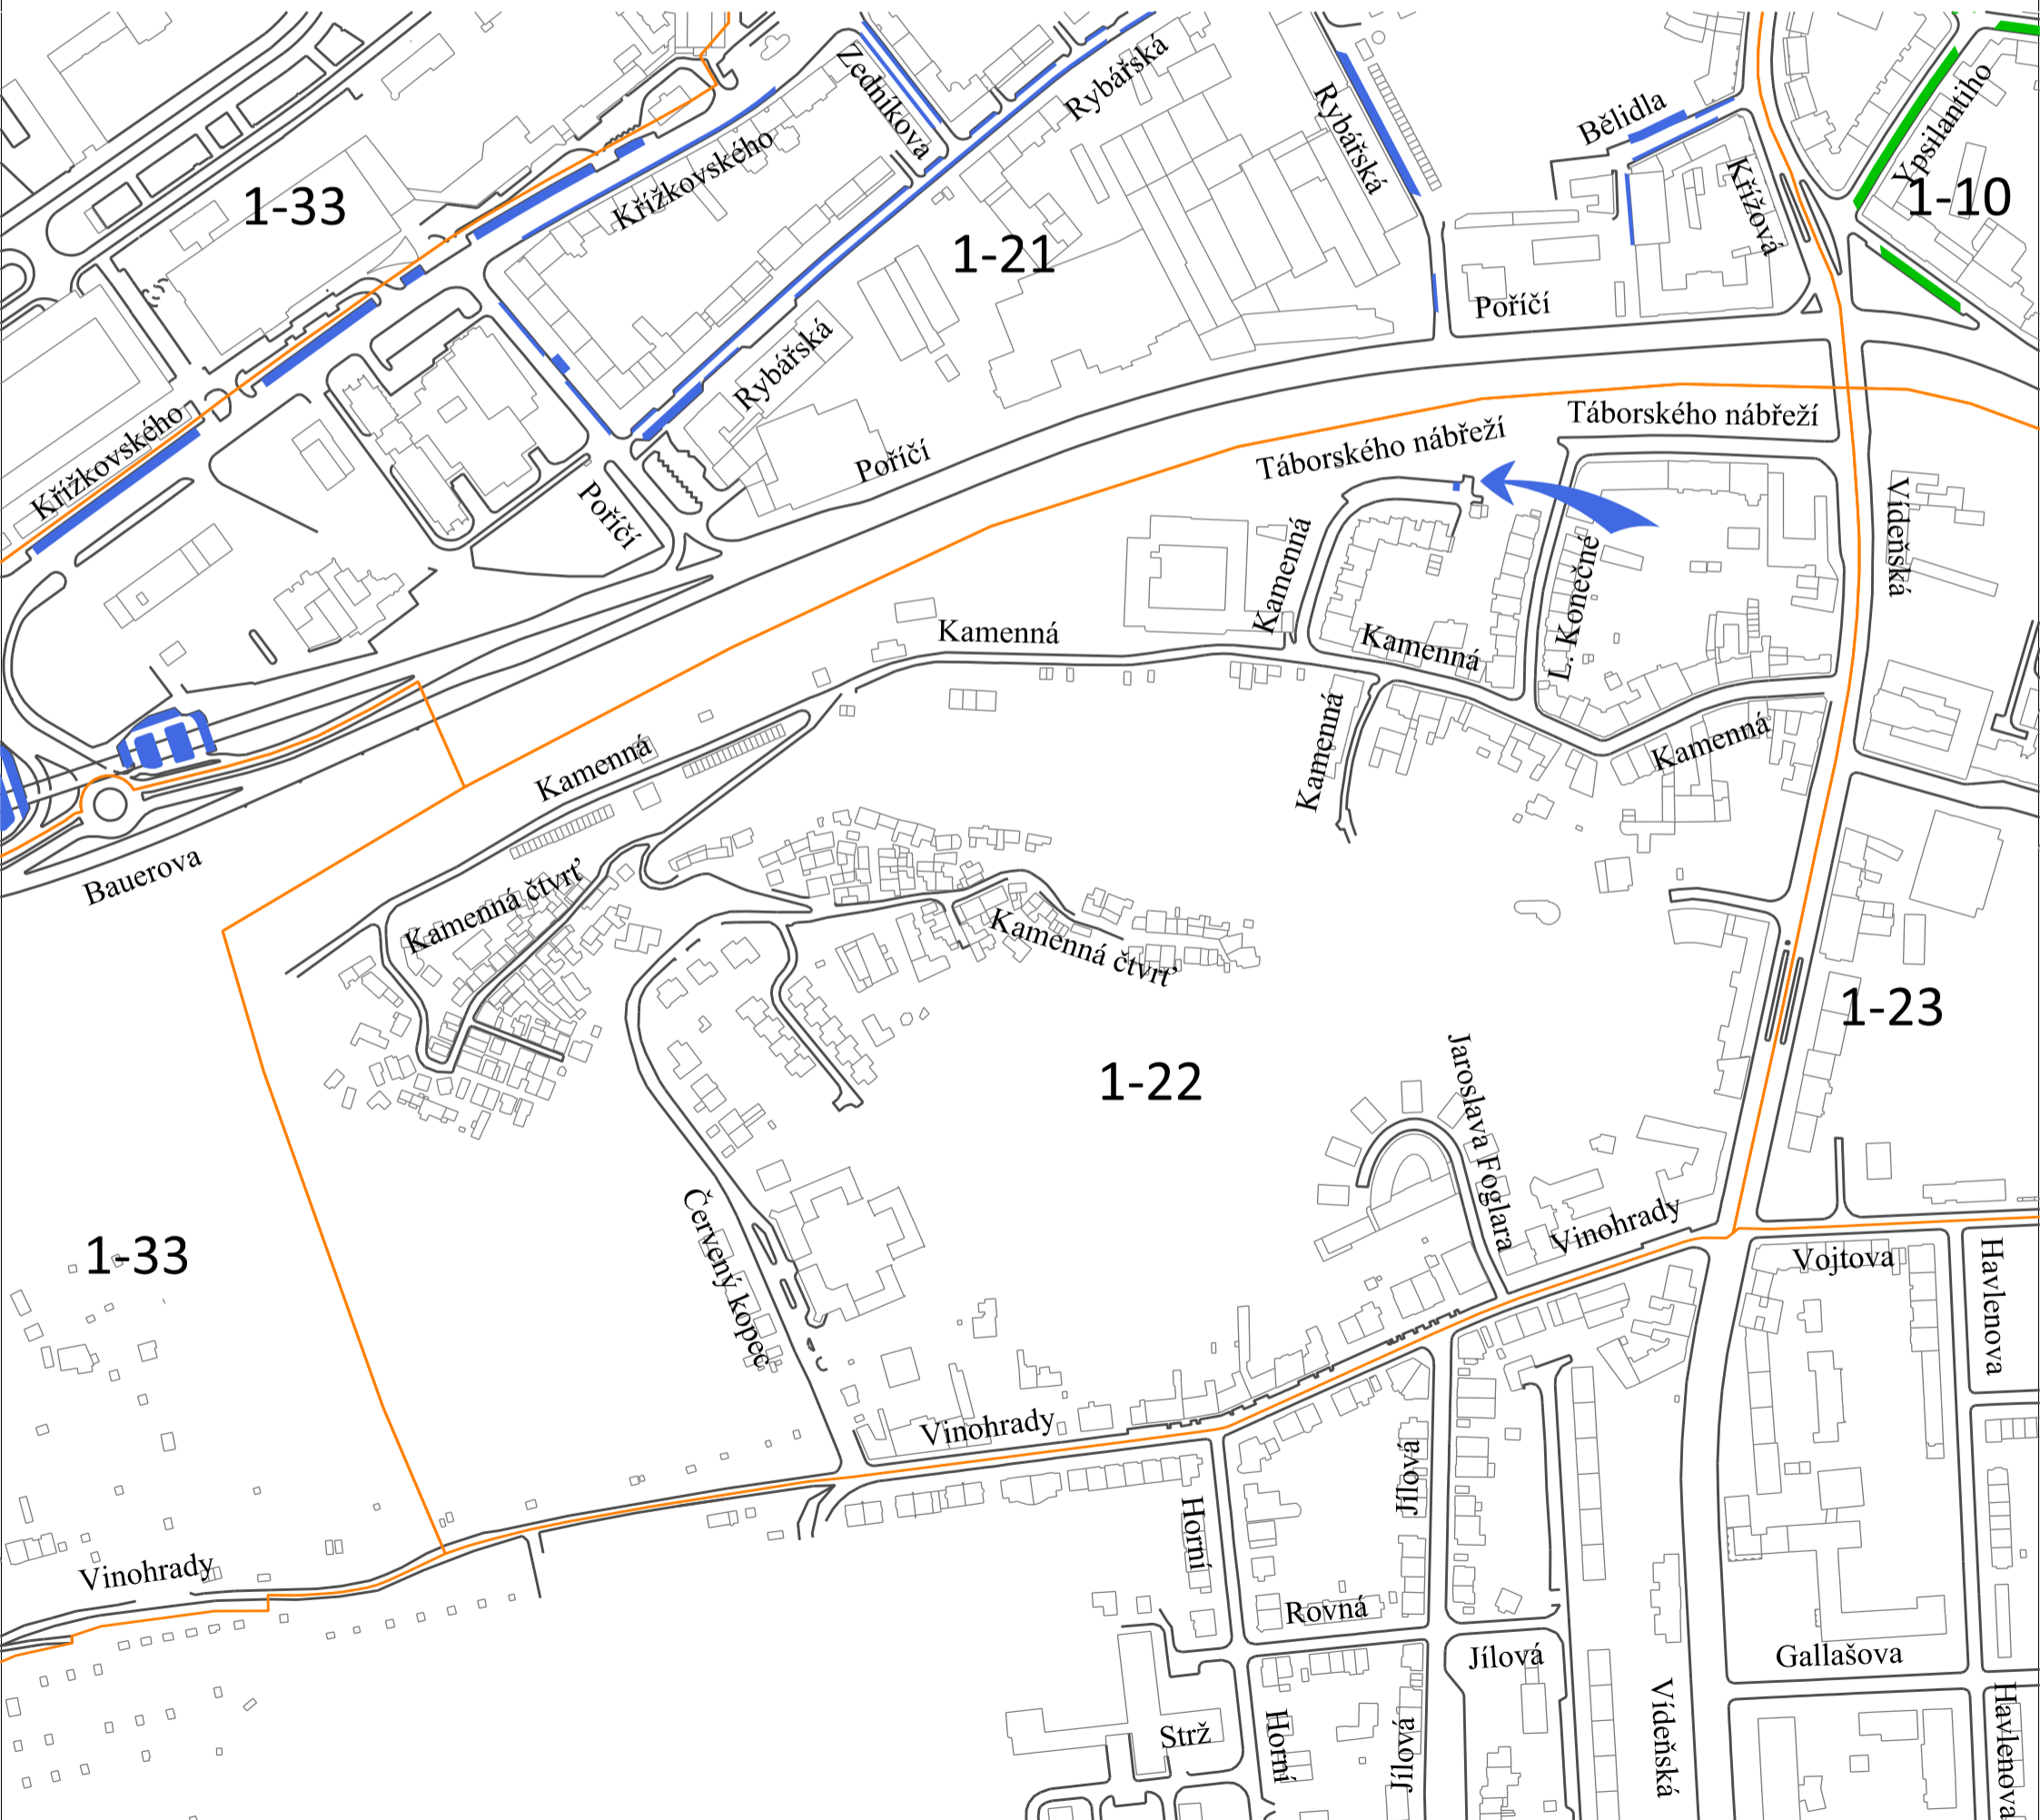 Zedníkova
Rybářská
Rybářská
Bělidla
Ypsilantiho
Křížkovského
1-33
1-10
Křížová
1-21
Poříčí
Rybářská
Křížkovského
Táborského nábřeží
Táborského nábřeží
Poříčí
Poříčí
Vídeňská
Kamenná
L. Konečné
Kamenná
Kamenná
Kamenná
Kamenná
Kamenná
Bauerova
Kamenná čtvrť
Kamenná čtvrť
1-23
1-22
Jaroslava Foglara
Červený kopec
Vinohrady
1-33
Vojtova
Havlenova
Vinohrady
Jílová
Horní
Vinohrady
Rovná
Jílová
Gallašova
Vídeňská
Strž
Horní
Jílová
Havlenova